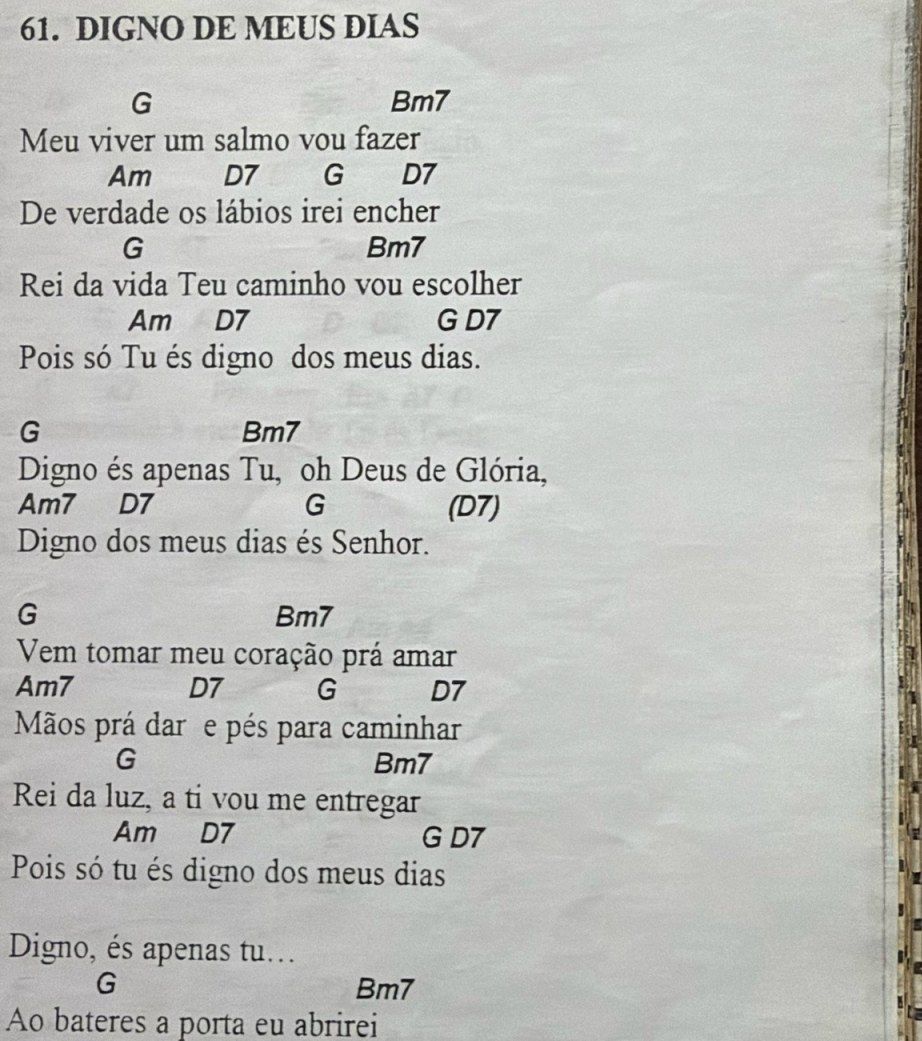 61. DIGNO DE MEUS DIAS
G Bm7
Meu viver um salmo vou fazer
Am D7 G D7
De verdade os lábios irei encher
G Bm7
Rei da vida Teu caminho vou escolher
Am D7 G D7
Pois só Tu és digno dos meus dias.
G Bm7
Digno és apenas Tu, oh Deus de Glória,
Am7 D7 G (D7)
Digno dos meus dias és Senhor.
G Bm7
Vem tomar meu coração prá amar
Am7 D7 G D7
Mãos prá dar e pés para caminhar
G Bm7
Rei da luz, a ti vou me entregar
Am D7 G D7
Pois só tu és digno dos meus dias
Digno, és apenas tu...
G Bm7
Ao bateres a porta eu abrirei